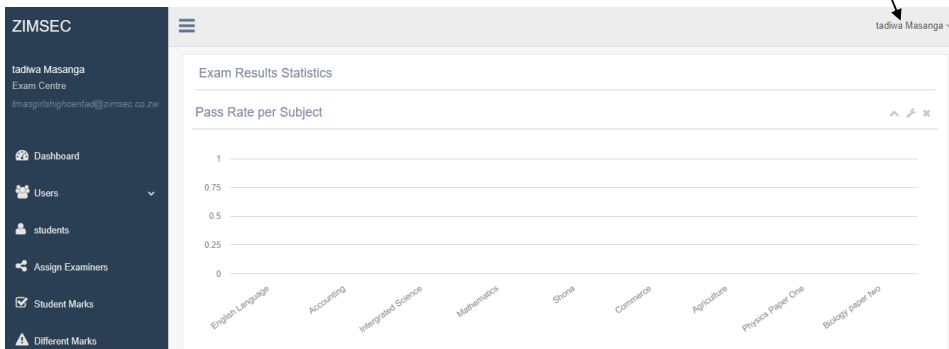 ZIMSEC
tadiwa Masanga
tadiwa Masanga
Exam Centre
tmasgirlshighcentad@zimsec.co.zw
Dashboard
Users
students
Assign Examiners
Student Marks
Different Marks
Exam Results Statistics
Pass Rate per Subject
1
0.75
0.5
0.25
0
English Language
Accounting
Intergrated Science
Mathematics
Shona
Commerce
Agriculture
Physics Paper One
Biology paper two